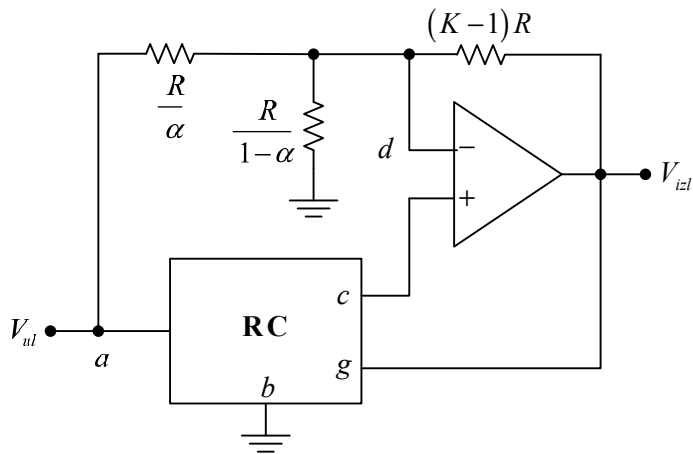 (K−1)R
R/α
R/(1−α)
d
−
+
V_izl
c
RC
V_ul
a
g
b